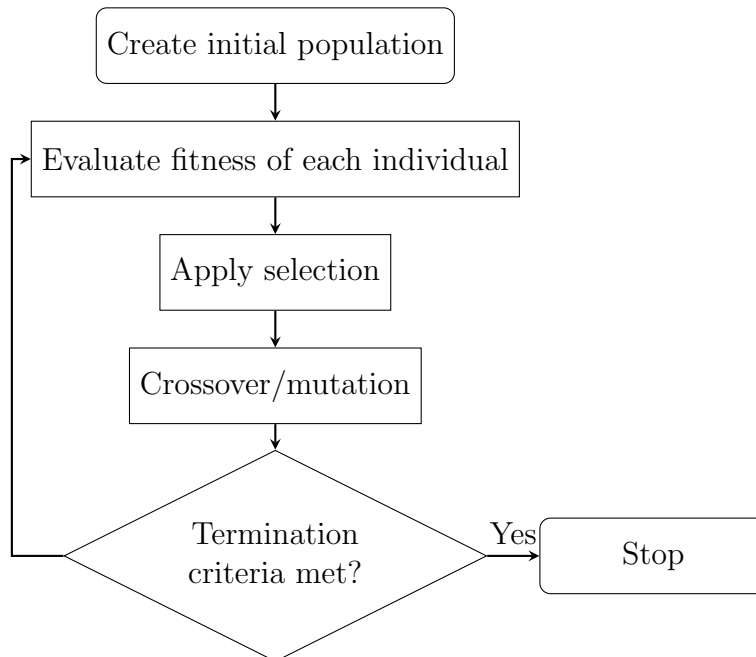 Create initial population
Evaluate fitness of each individual
Apply selection
Crossover/mutation
Termination
criteria met?
Yes
Stop